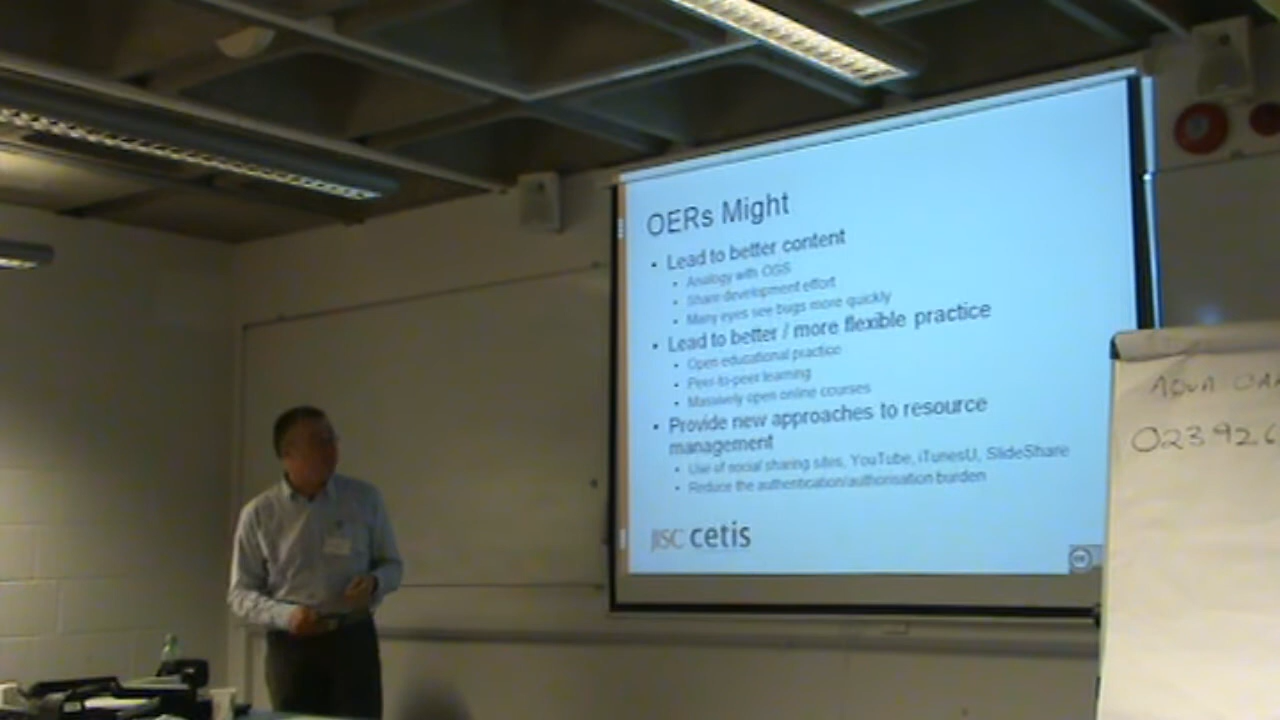 OERs Might
• Lead to better content
• Analogy with OSS
• Share development effort
• Many eyes see bugs more quickly
• Lead to better / more flexible practice
• Open educational practice
• Peer-to-peer learning
• Massively open online courses
• Provide new approaches to resource
management
• Use of social sharing sites, YouTube, iTunesU, SlideShare
• Reduce the authentication/authorisation burden
JISC cetis
cc
023926